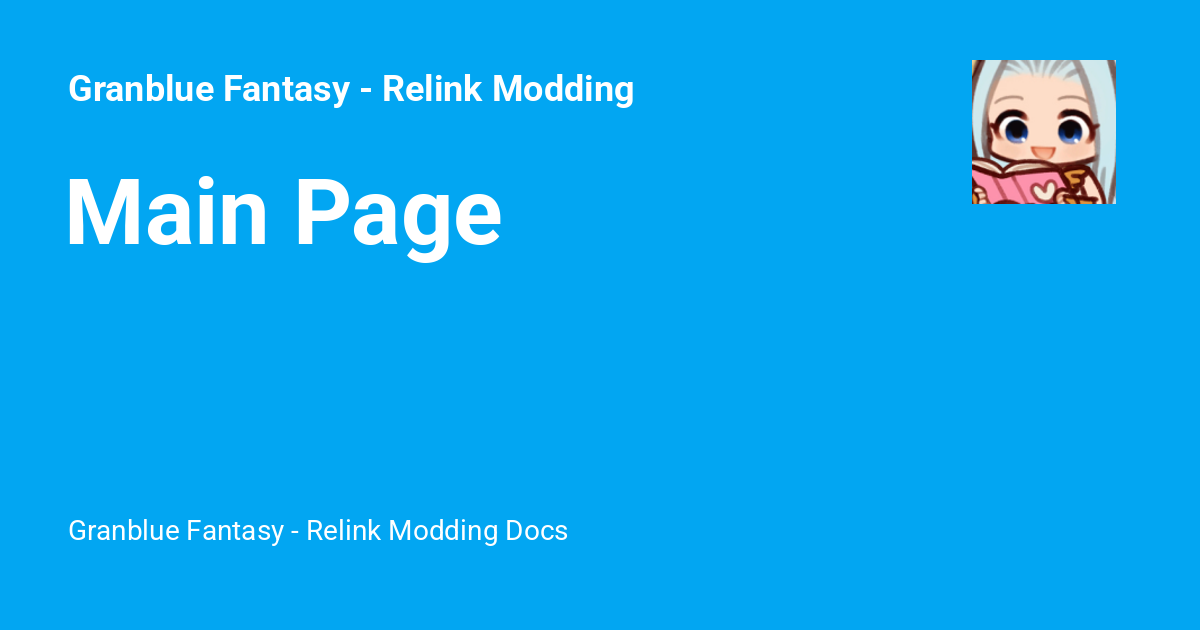 Granblue Fantasy - Relink Modding
Main Page
Granblue Fantasy - Relink Modding Docs